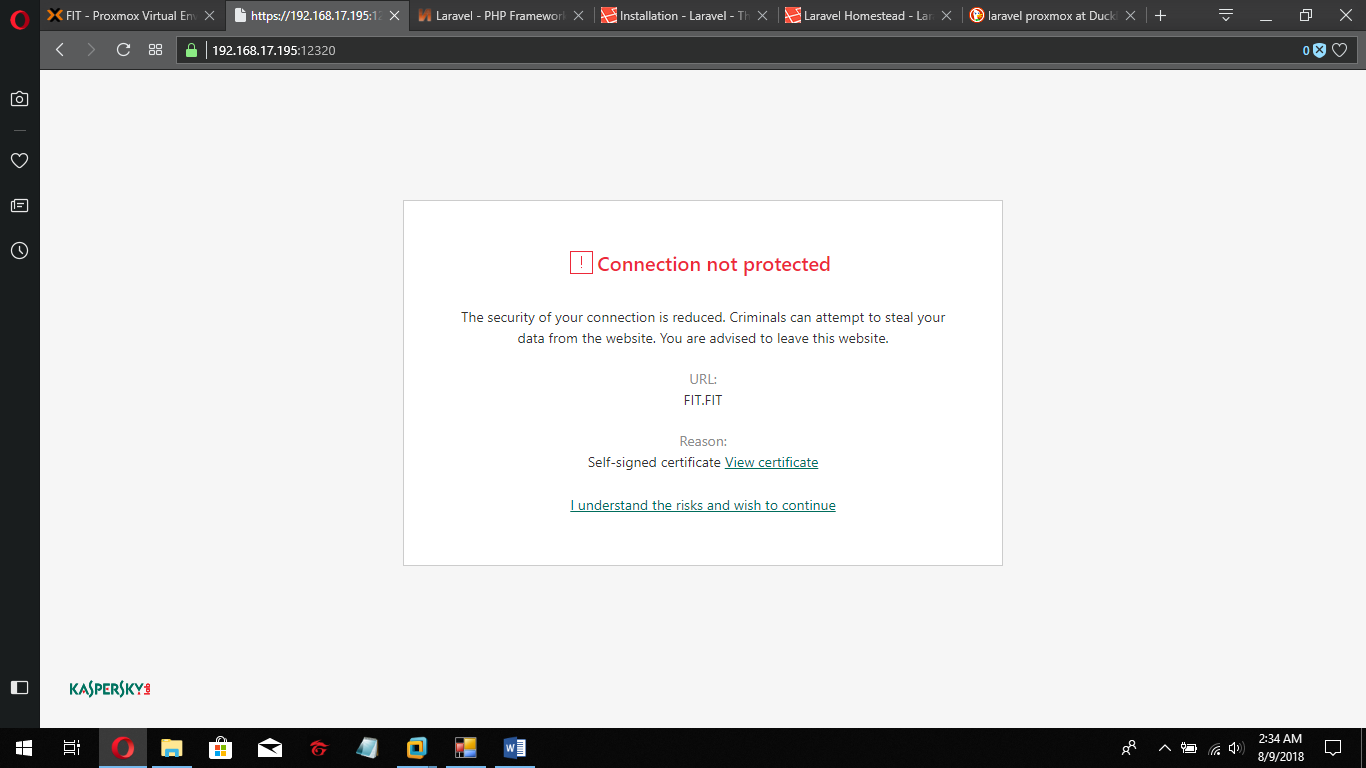 FIT - Proxmox Virtual Env
https://192.168.17.195:12
Laravel - PHP Framework
Installation - Laravel - Th
Laravel Homestead - Lar
laravel proxmox at Duck
192.168.17.195:12320
0
! Connection not protected
The security of your connection is reduced. Criminals can attempt to steal your
data from the website. You are advised to leave this website.
URL:
FIT.FIT
Reason:
Self-signed certificate View certificate
I understand the risks and wish to continue
KASPERSKY
2:34 AM
8/9/2018